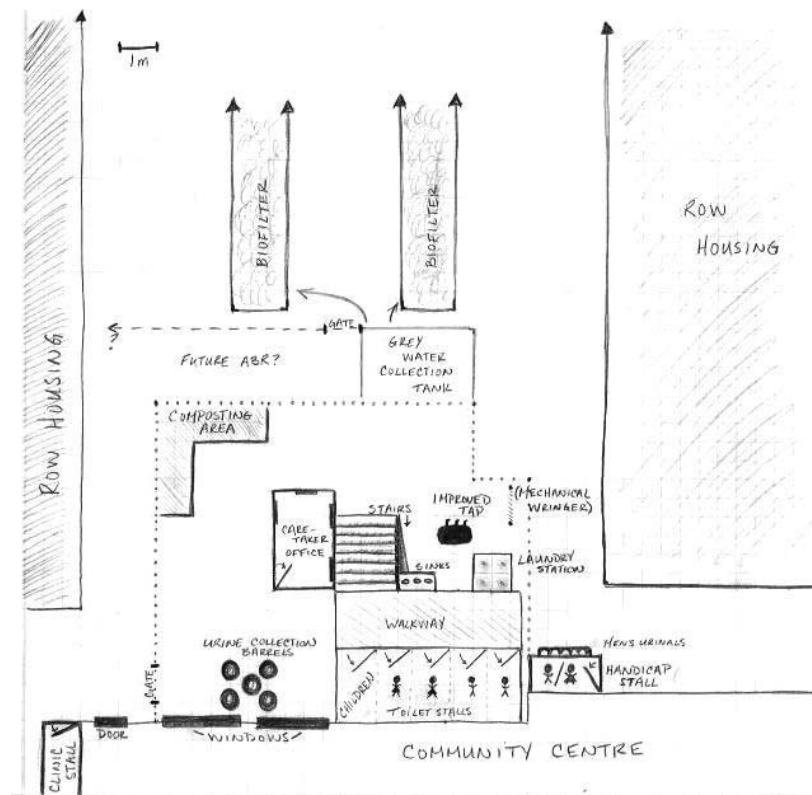 1m
BIOFILTER
BIOFILTER
ROW
HOUSING
ROW HOUSING
GATE
?
FUTURE ABR?
GREY
WATER
COLLECTION
TANK
COMPOSTING
AREA
STAIRS
IMPROVED
TAP
(MECHANICAL
WRINGER)
CARE-
TAKER
OFFICE
SINKS
LAUNDRY
STATION
WALKWAY
URINE COLLECTION
BARRELS
MENS URINALS
HANDICAP
STALL
GATE
CHILDREN
TOILET STALLS
DOOR
WINDOWS
CLINIC
STALL
COMMUNITY CENTRE